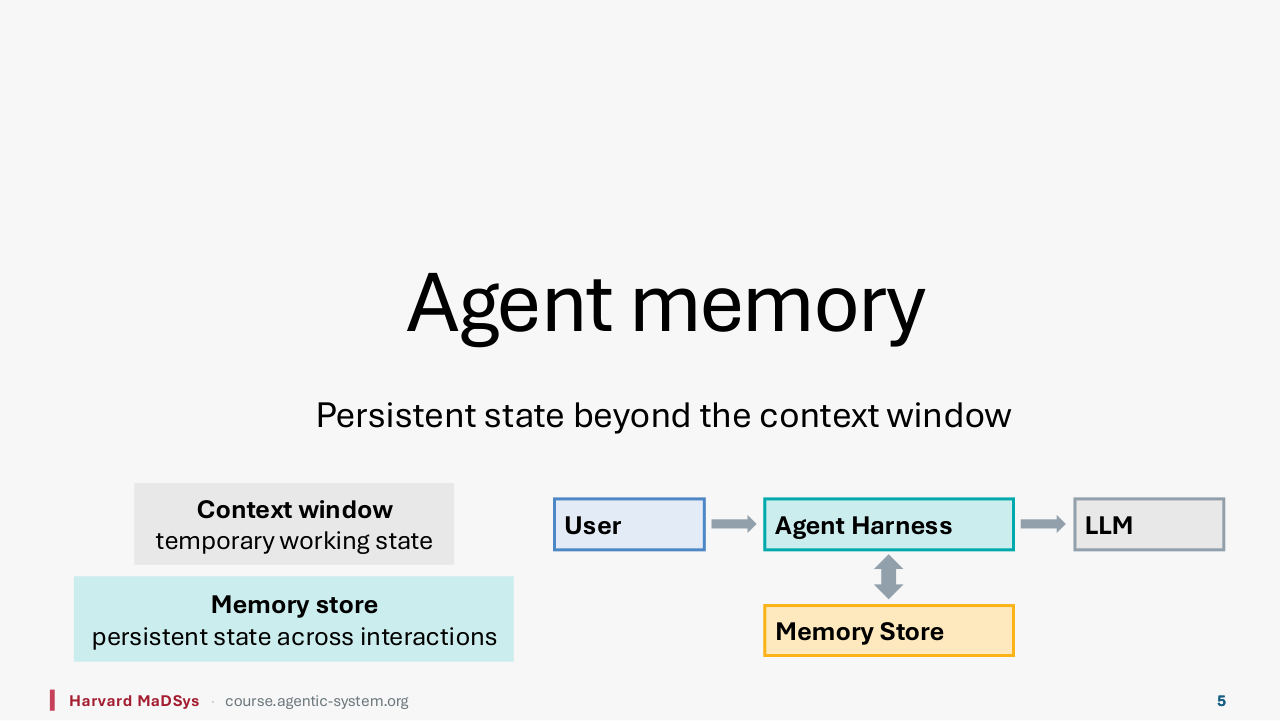 Agent memory
Persistent state beyond the context window
Context window
temporary working state
Memory store
persistent state across interactions
User
Agent Harness
LLM
Memory Store
Harvard MaDSys · course.agentic-system.org
5